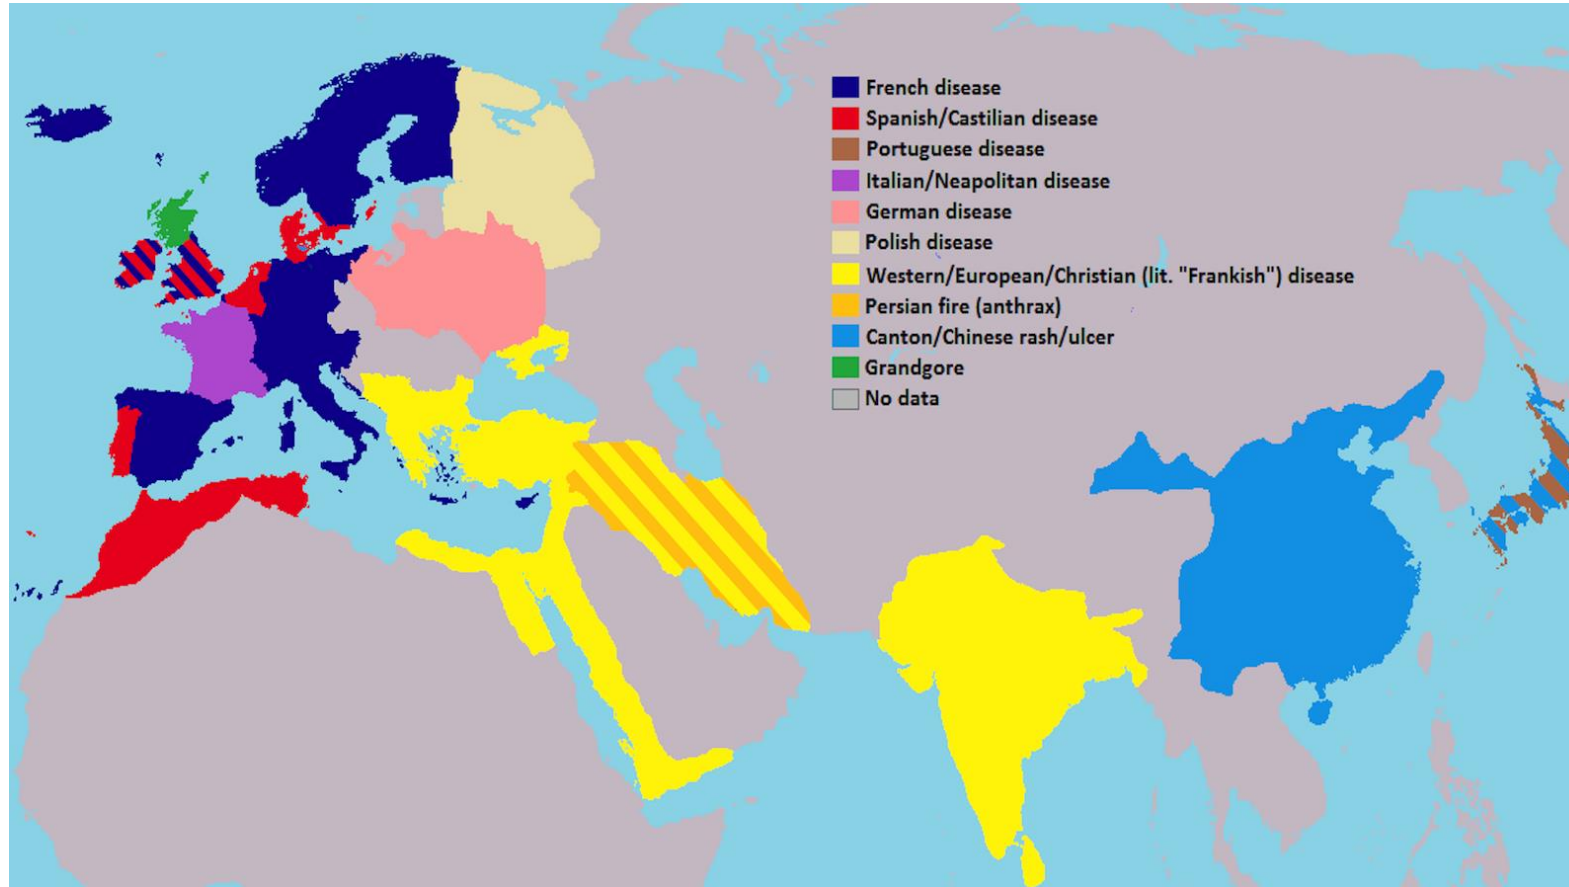 French disease
Spanish/Castilian disease
Portuguese disease
Italian/Neapolitan disease
German disease
Polish disease
Western/European/Christian (lit. "Frankish") disease
Persian fire (anthrax)
Canton/Chinese rash/ulcer
Grandgore
No data